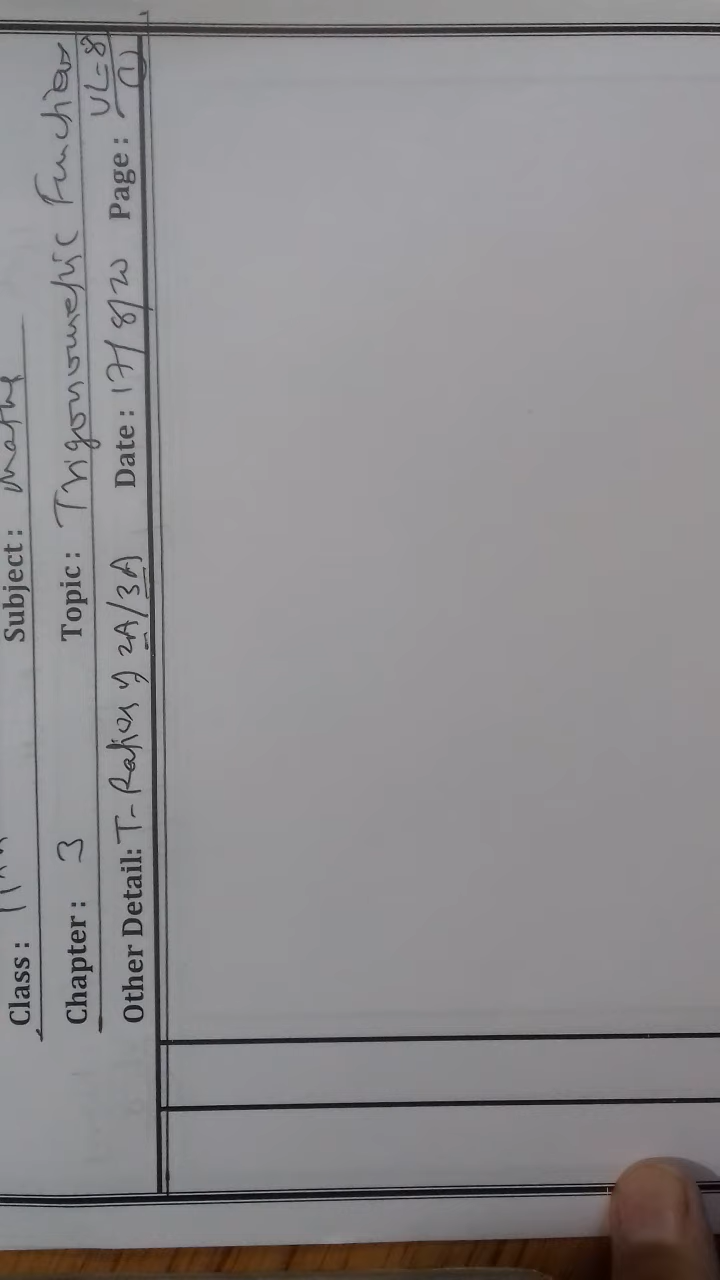 Class : 11th Subject : Maths
Chapter : 3 Topic : Trigonometric Functions
VL-8
Other Detail: T-Ratios of 2A/3A Date : 17/8/20 Page : (1)